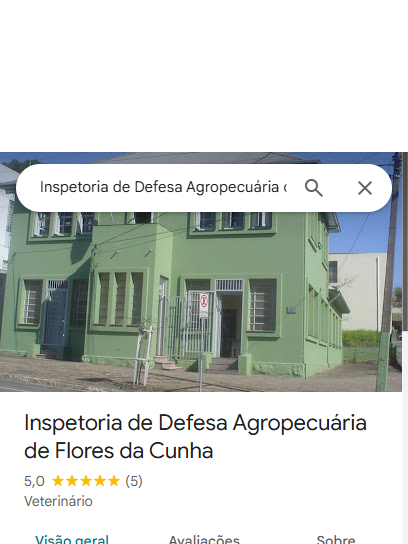 Inspetoria de Defesa Agropecuária
Inspetoria de Defesa Agropecuária
de Flores da Cunha
5,0 (5)
Veterinário
Visão geral Avaliações Sobre